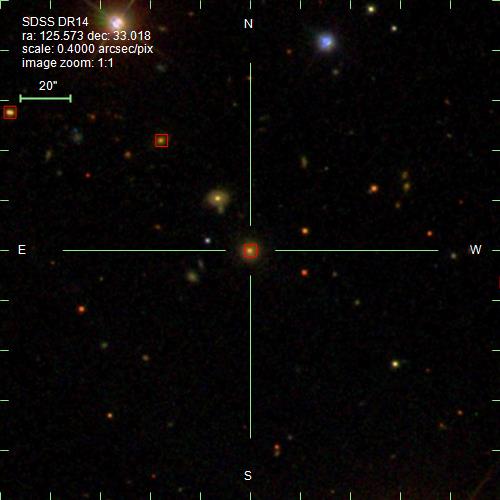 SDSS DR14
ra: 125.573 dec: 33.018
scale: 0.4000 arcsec/pix
image zoom: 1:1
20"
N
E
W
S